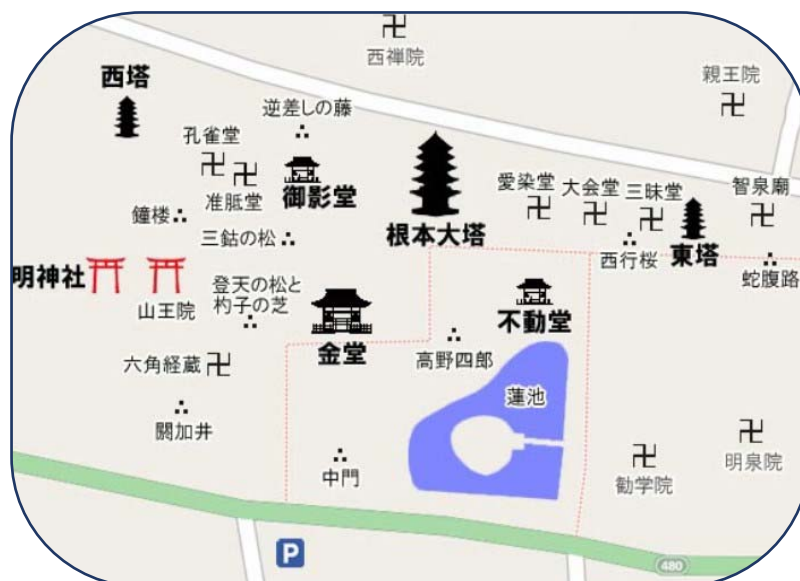 西禅院
親王院
西塔
逆差しの藤
孔雀堂
准胝堂
御影堂
根本大塔
愛染堂
大会堂
三昧堂
智泉廟
鐘楼
三鈷の松
西行桜
東塔
蛇腹路
明神社
山王院
登天の松と
杓子の芝
金堂
不動堂
高野四郎
六角経蔵
蓮池
閼加井
中門
勧学院
明泉院
P
480